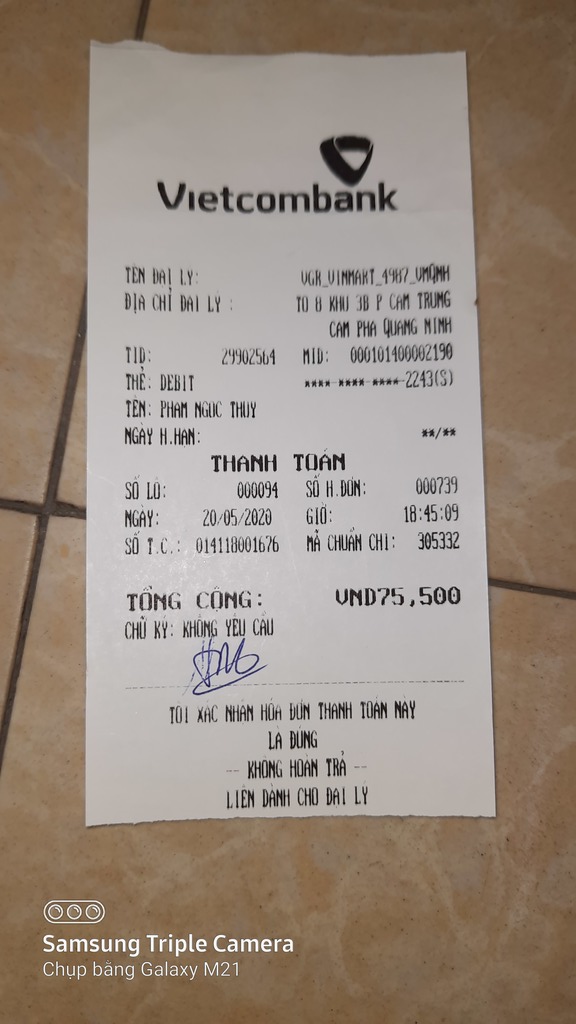 Vietcombank
TÊN ĐẠI LÝ: VGR_VINMART_4987_VMQNH
ĐỊA CHỈ ĐẠI LÝ : TO 8 KHU 3B P CAM TRUNG
CAM PHA QUANG NINH
TID: 29902564 MID: 000101400002190
THẺ: DEBIT **** **** **** 2243(S)
TÊN: PHAM NGOC THUY
NGÀY H.HẠN: **/**
THANH TOÁN
SỐ LÔ: 000094 SỐ H.ĐƠN: 000739
NGÀY: 20/05/2020 GIỜ: 18:45:09
SỐ T.C.: 014118001676 MÃ CHUẨN CHI: 305332
TỔNG CỘNG: VND75,500
CHỮ KÝ: KHÔNG YÊU CẦU
TÔI XÁC NHẬN HÓA ĐƠN THANH TOÁN NÀY
LÀ ĐÚNG
-- KHÔNG HOÀN TRẢ --
LIÊN DÀNH CHO ĐẠI LÝ
Samsung Triple Camera
Chụp bằng Galaxy M21